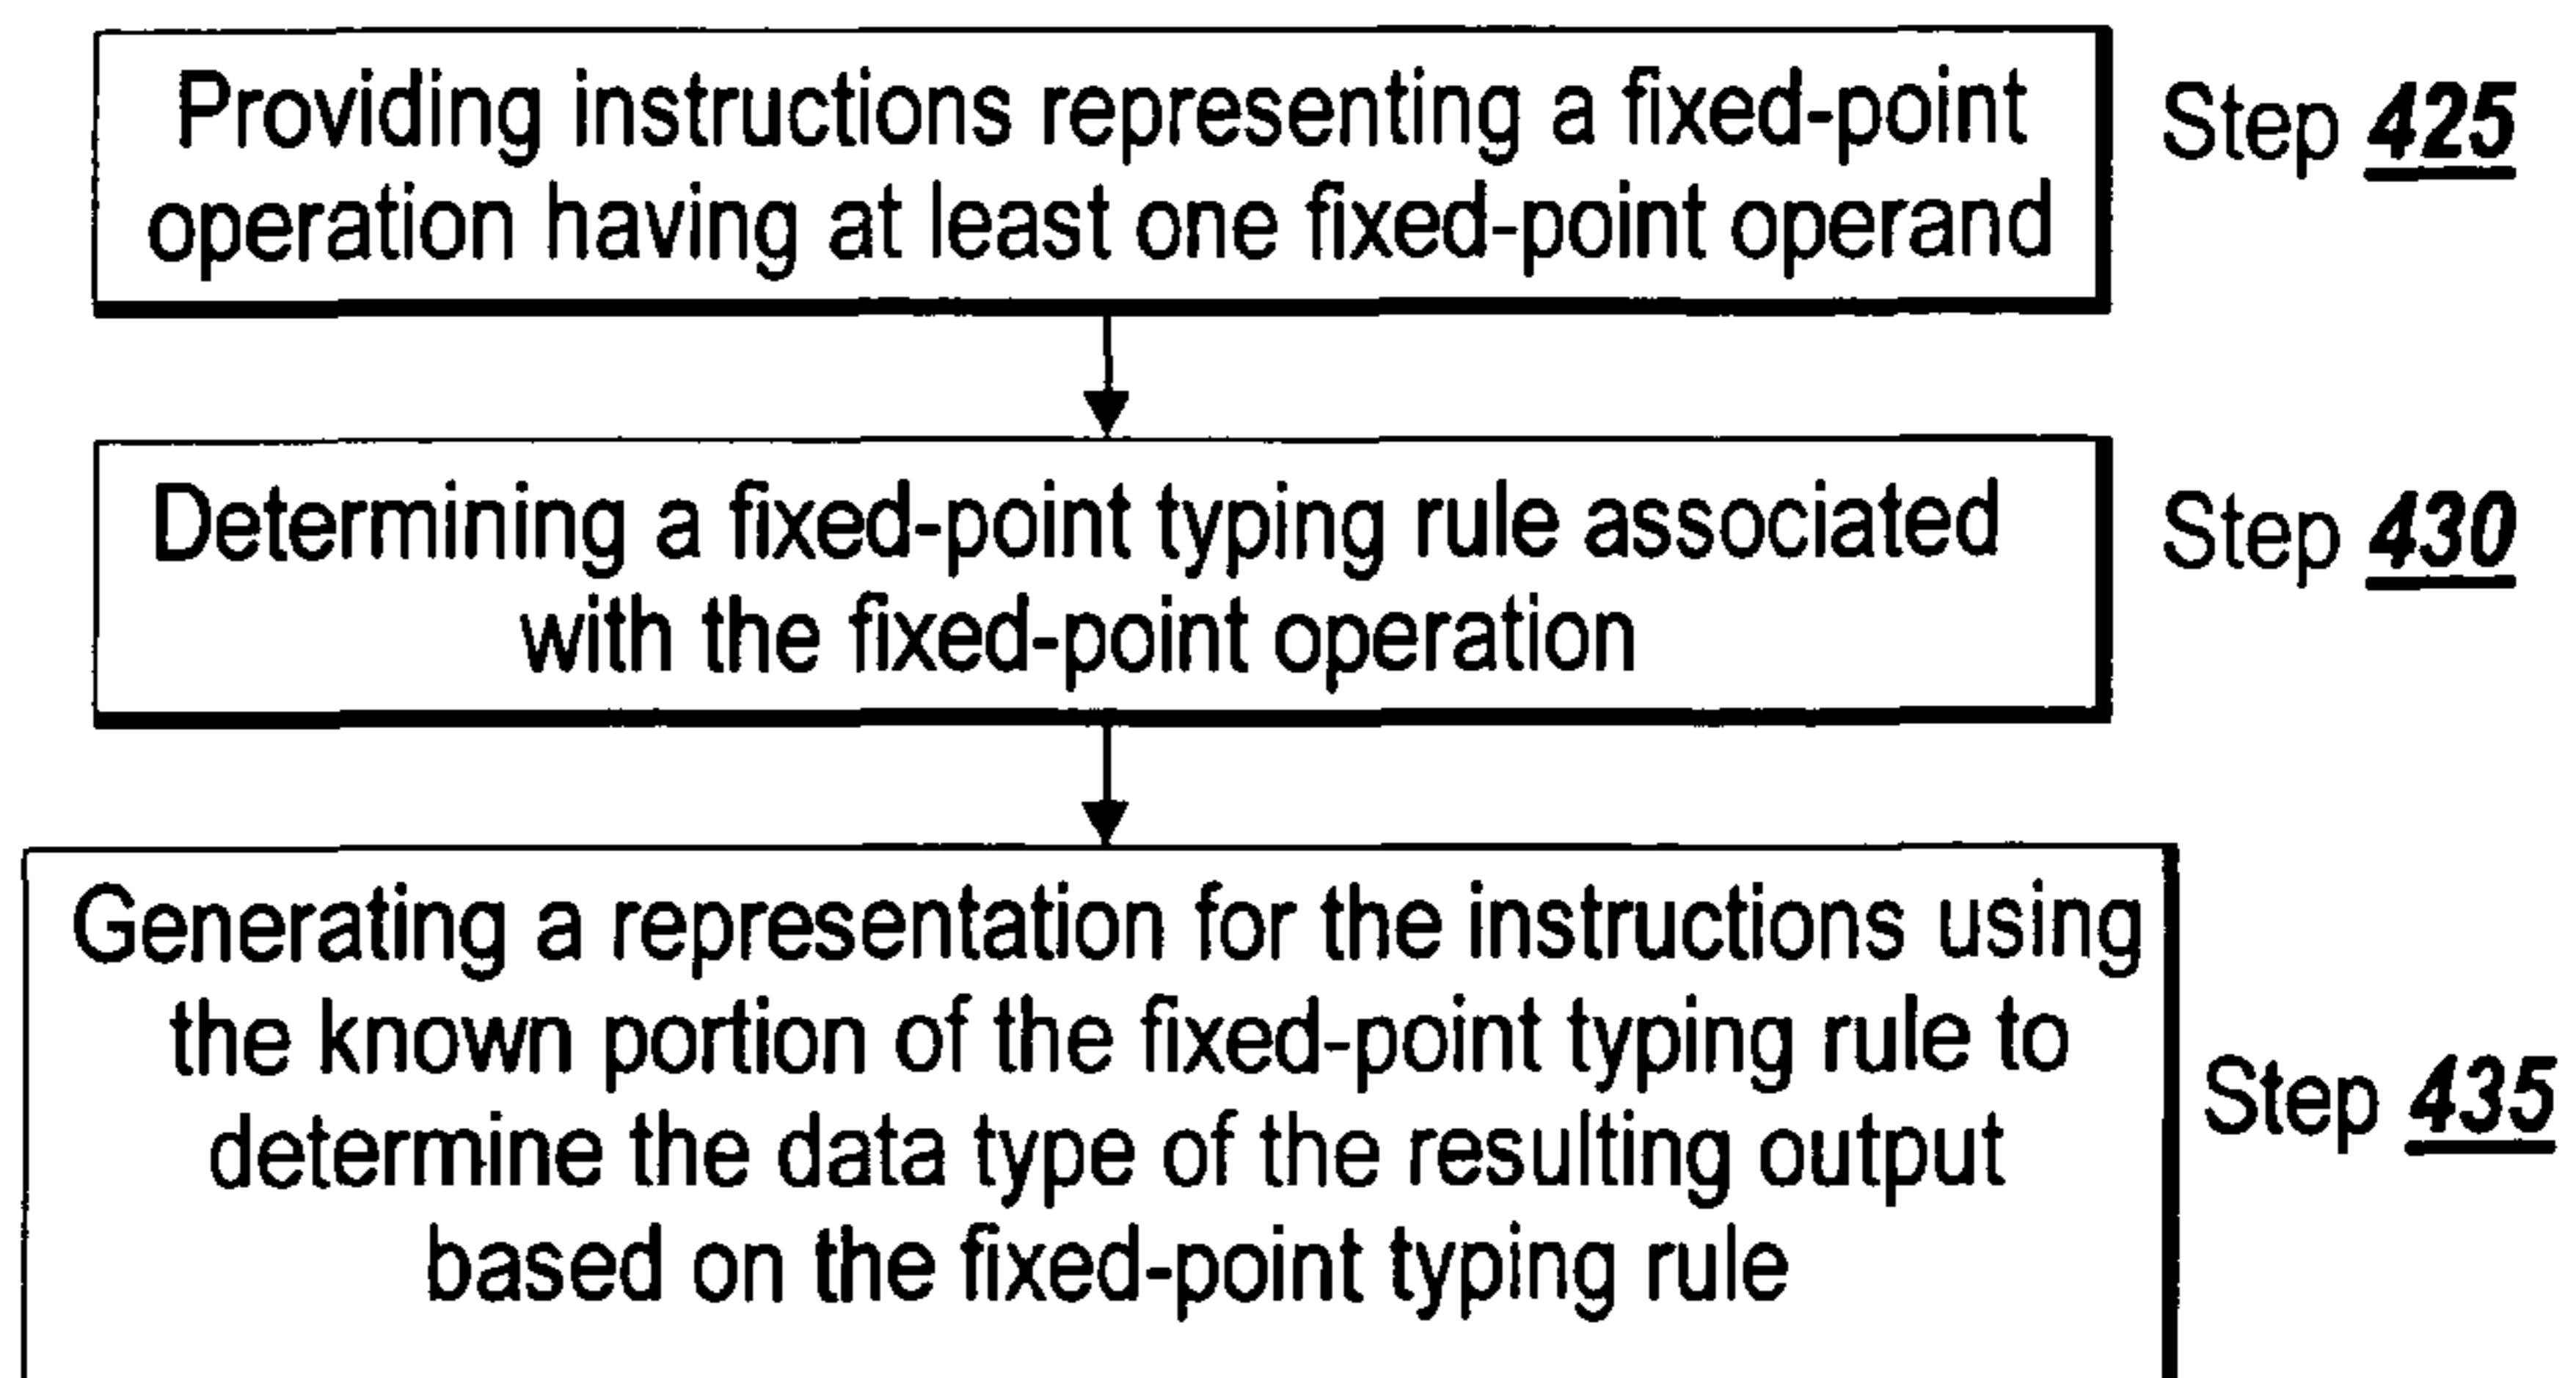 Providing instructions representing a fixed-point
operation having at least one fixed-point operand
Step 425
Determining a fixed-point typing rule associated
with the fixed-point operation
Step 430
Generating a representation for the instructions using
the known portion of the fixed-point typing rule to
determine the data type of the resulting output
based on the fixed-point typing rule
Step 435